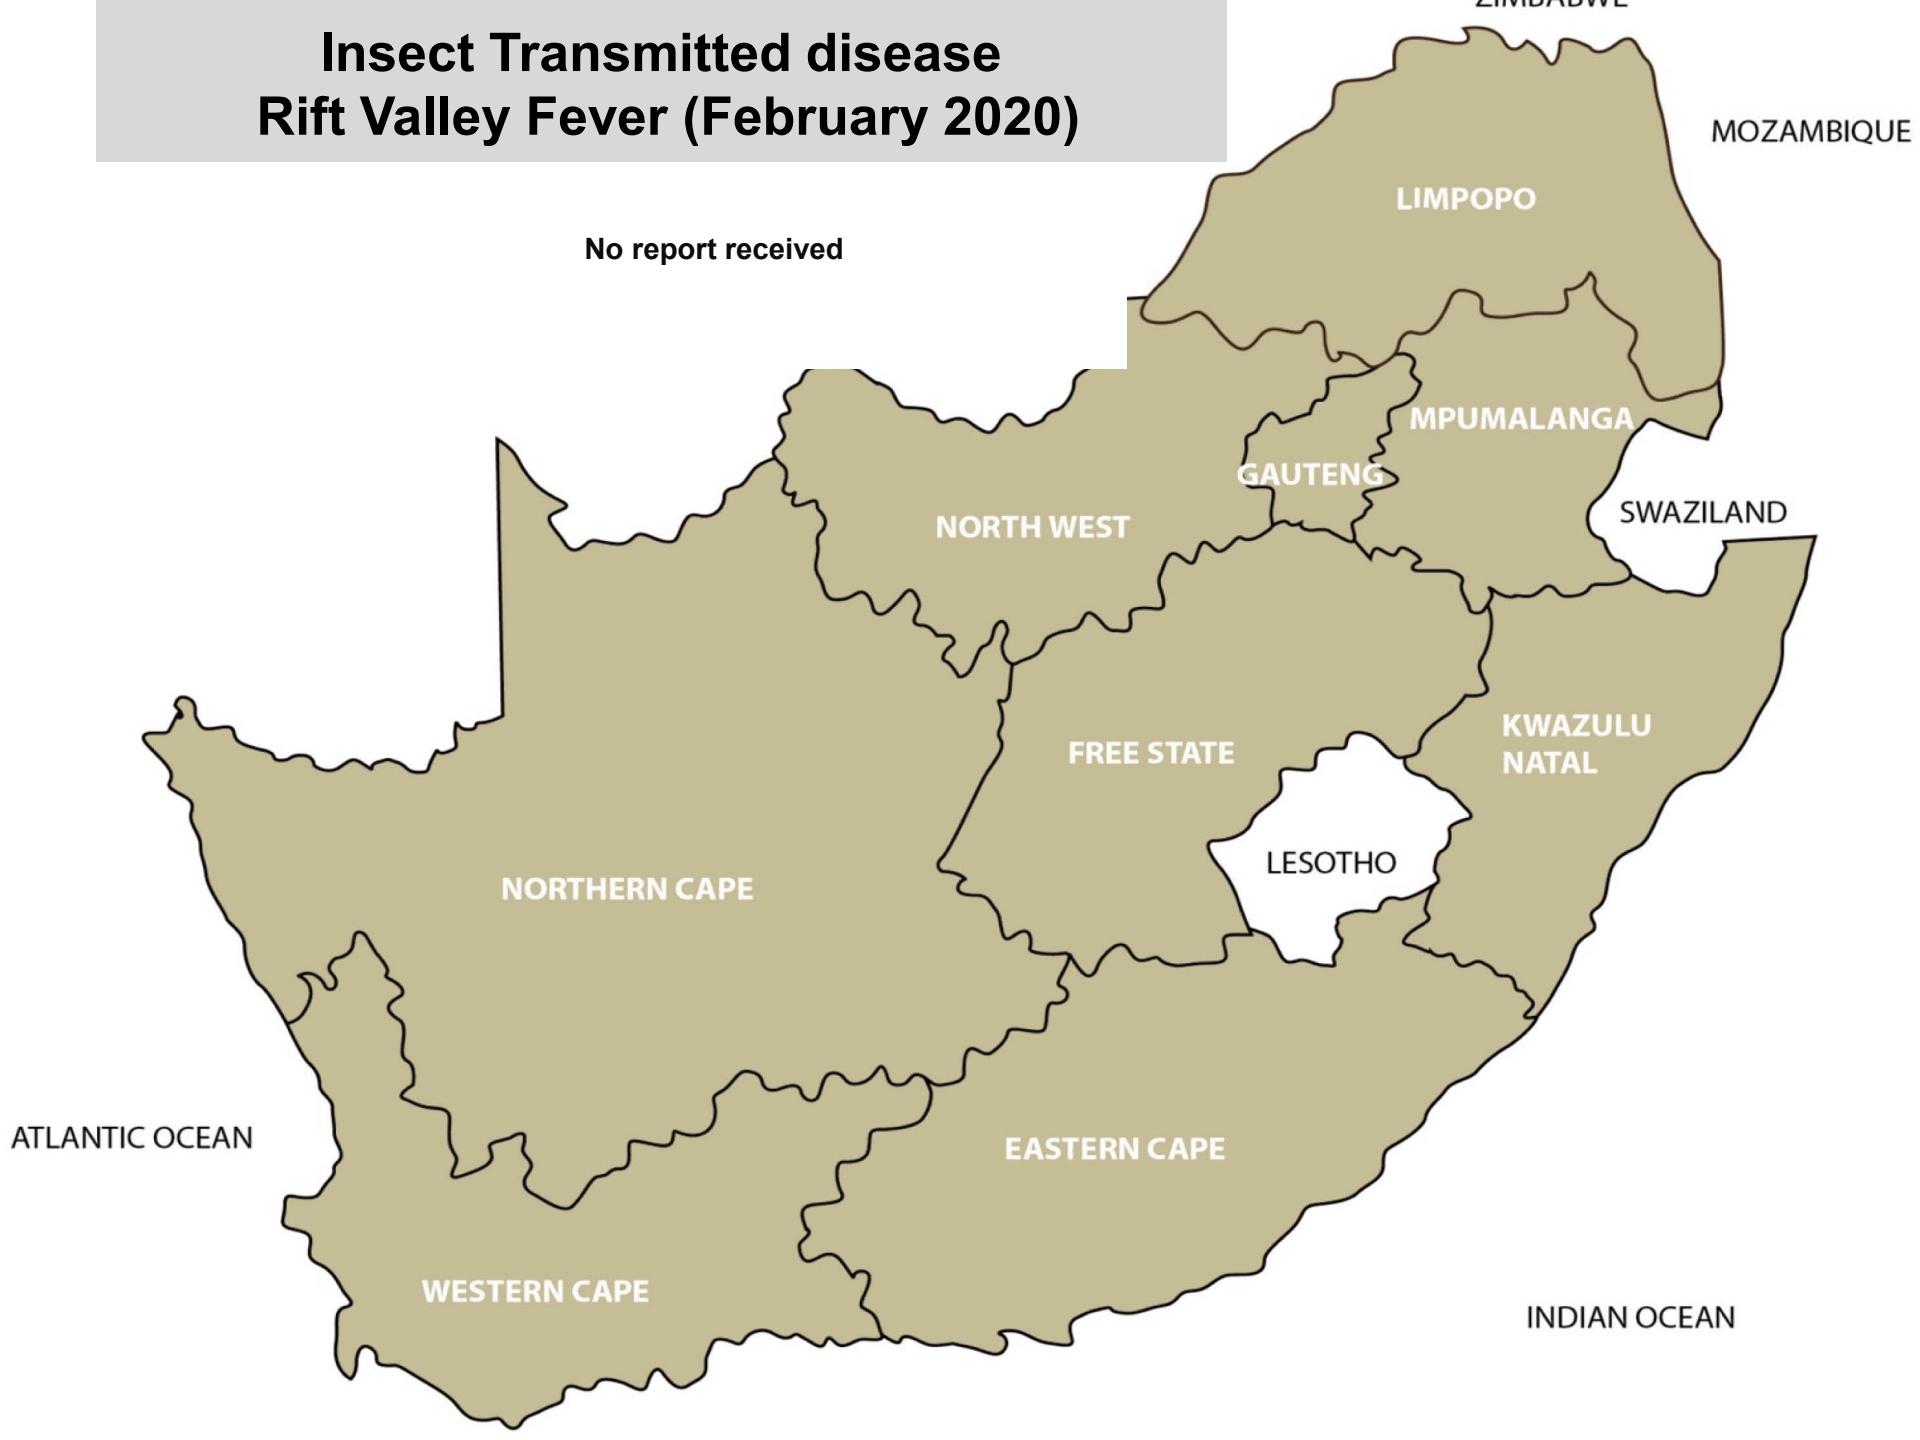 ZIMBABWE
Insect Transmitted disease
Rift Valley Fever (February 2020)
MOZAMBIQUE
LIMPOPO
No report received
MPUMALANGA
GAUTENG
SWAZILAND
NORTH WEST
KWAZULU
NATAL
FREE STATE
LESOTHO
NORTHERN CAPE
ATLANTIC OCEAN
EASTERN CAPE
WESTERN CAPE
INDIAN OCEAN